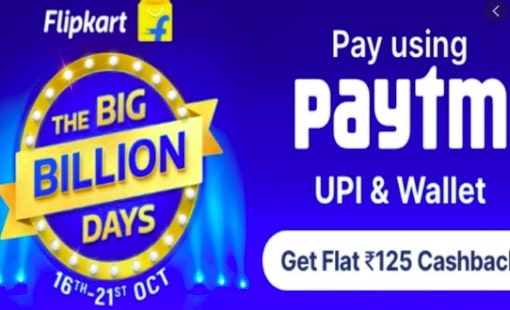 Flipkart
THE BIG
BILLION
DAYS
16TH-21ST OCT
Pay using
paytm
UPI & Wallet
Get Flat ₹125 Cashback